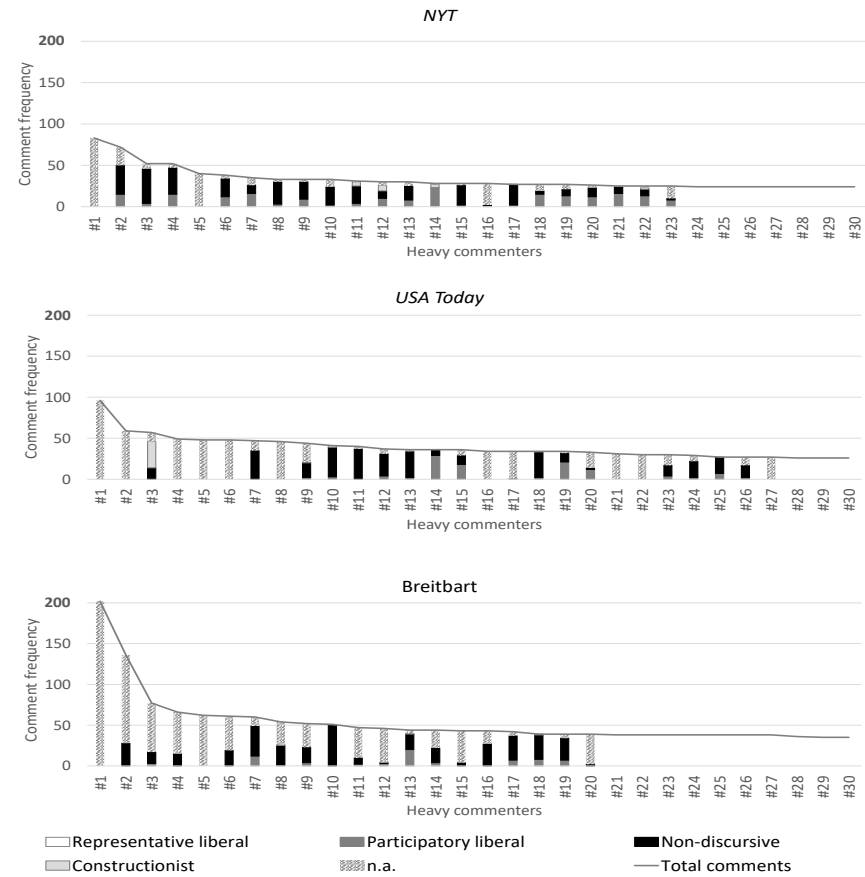 NYT
200
150
100
50
0
Comment frequency
#1 #2 #3 #4 #5 #6 #7 #8 #9 #10 #11 #12 #13 #14 #15 #16 #17 #18 #19 #20 #21 #22 #23 #24 #25 #26 #27 #28 #29 #30
Heavy commenters
USA Today
200
150
100
50
0
Comment frequency
#1 #2 #3 #4 #5 #6 #7 #8 #9 #10 #11 #12 #13 #14 #15 #16 #17 #18 #19 #20 #21 #22 #23 #24 #25 #26 #27 #28 #29 #30
Heavy commenters
Breitbart
200
150
100
50
0
Comment frequency
#1 #2 #3 #4 #5 #6 #7 #8 #9 #10 #11 #12 #13 #14 #15 #16 #17 #18 #19 #20 #21 #22 #23 #24 #25 #26 #27 #28 #29 #30
Heavy commenters
Representative liberal Participatory liberal Non-discursive
Constructionist n.a. Total comments